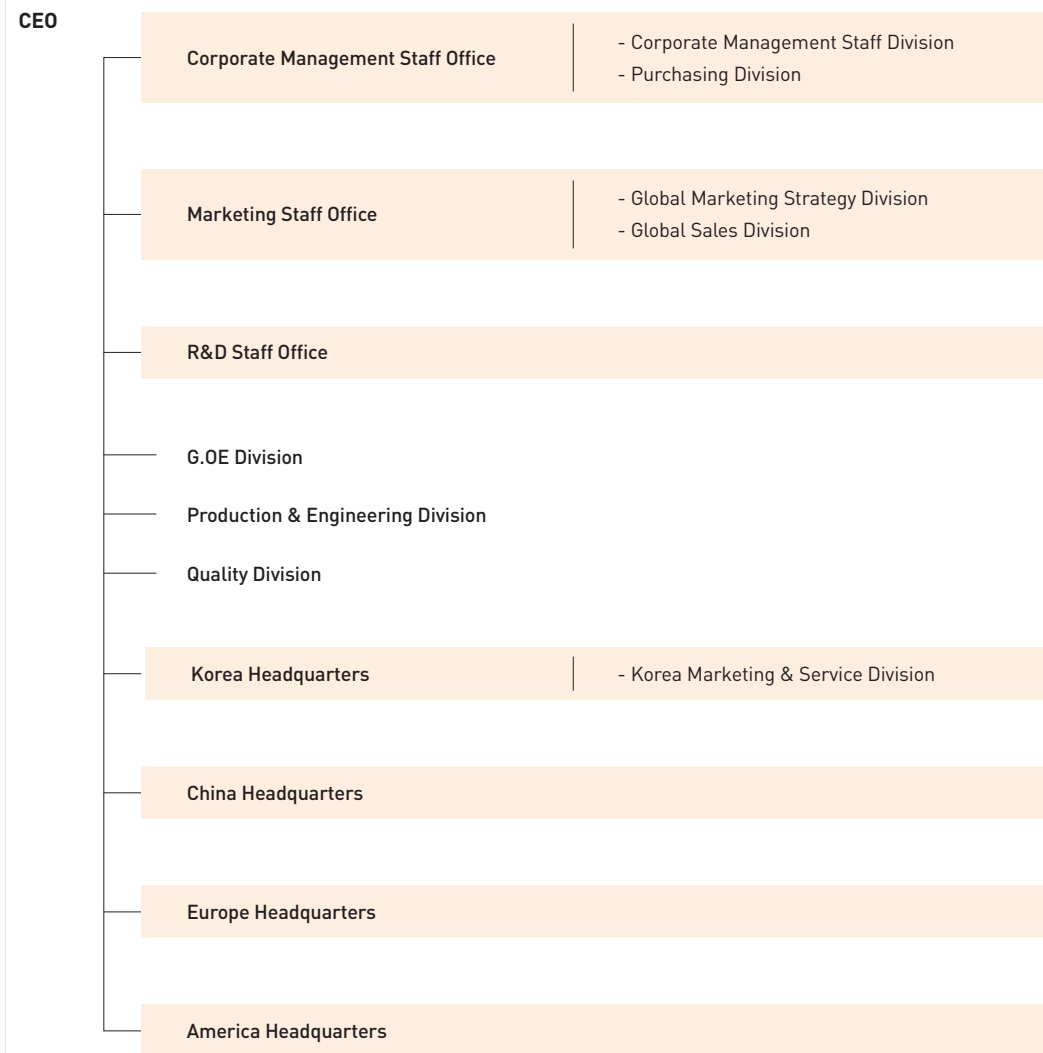 CEO
Corporate Management Staff Office
- Corporate Management Staff Division
- Purchasing Division
Marketing Staff Office
- Global Marketing Strategy Division
- Global Sales Division
R&D Staff Office
G.OE Division
Production & Engineering Division
Quality Division
Korea Headquarters
- Korea Marketing & Service Division
China Headquarters
Europe Headquarters
America Headquarters